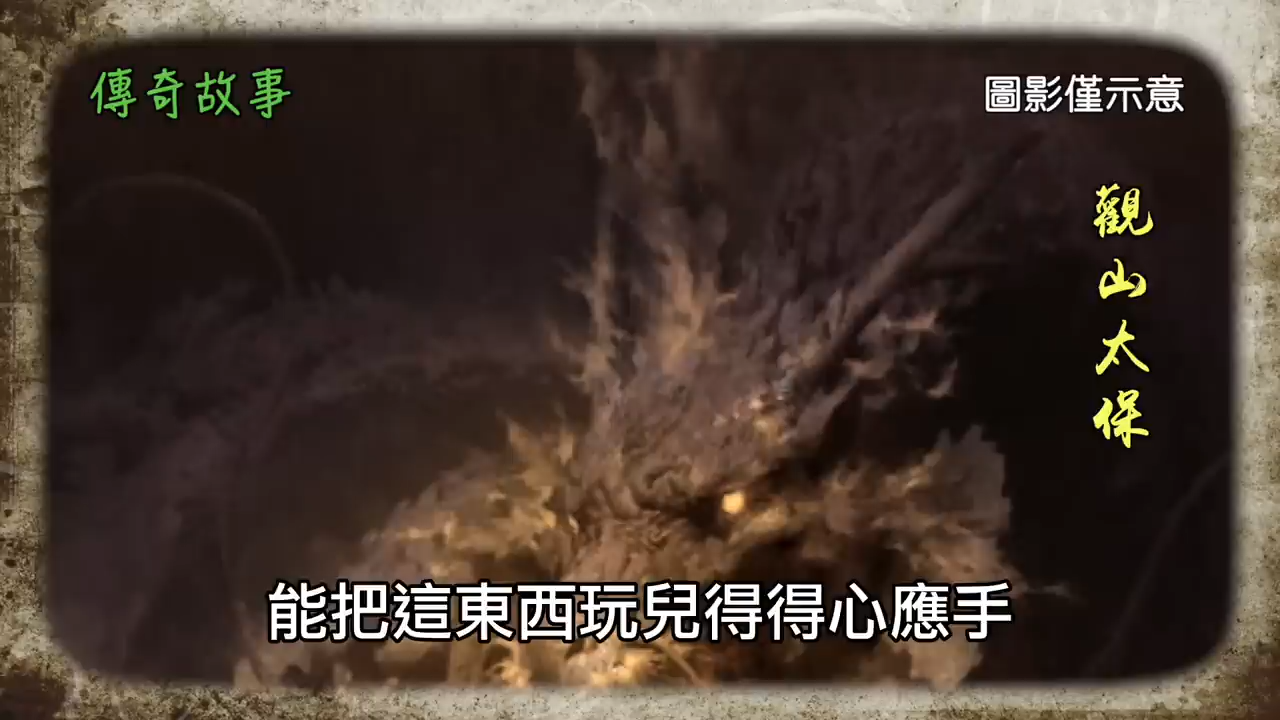 傳奇故事
圖影僅示意
觀山太保
能把這東西玩兒得得心應手